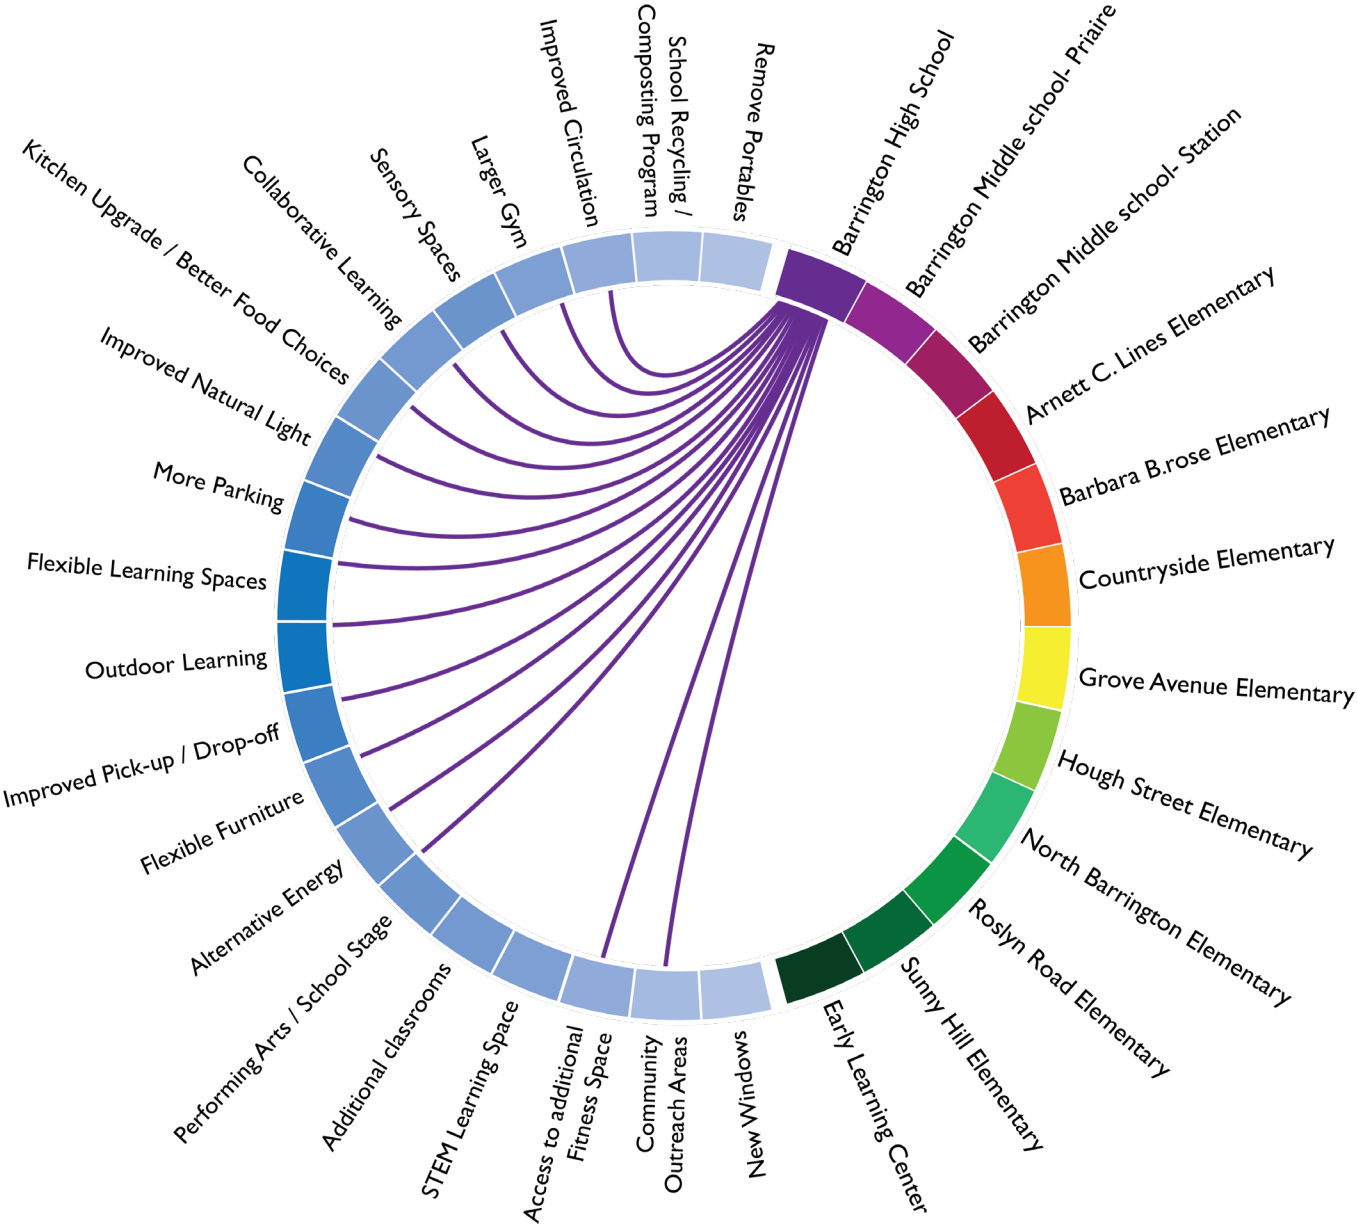 Remove Portables
School Recycling /
Composting Program
Improved Circulation
Larger Gym
Sensory Spaces
Collaborative Learning
Kitchen Upgrade / Better Food Choices
Improved Natural Light
More Parking
Flexible Learning Spaces
Outdoor Learning
Improved Pick-up / Drop-off
Flexible Furniture
Alternative Energy
Performing Arts / School Stage
Additional classrooms
STEM Learning Space
Access to additional
Fitness Space
Community
Outreach Areas
New Windows
Barrington High School
Barrington Middle school- Priaire
Barrington Middle school- Station
Arnett C. Lines Elementary
Barbara B.rose Elementary
Countryside Elementary
Grove Avenue Elementary
Hough Street Elementary
North Barrington Elementary
Roslyn Road Elementary
Sunny Hill Elementary
Early Learning Center